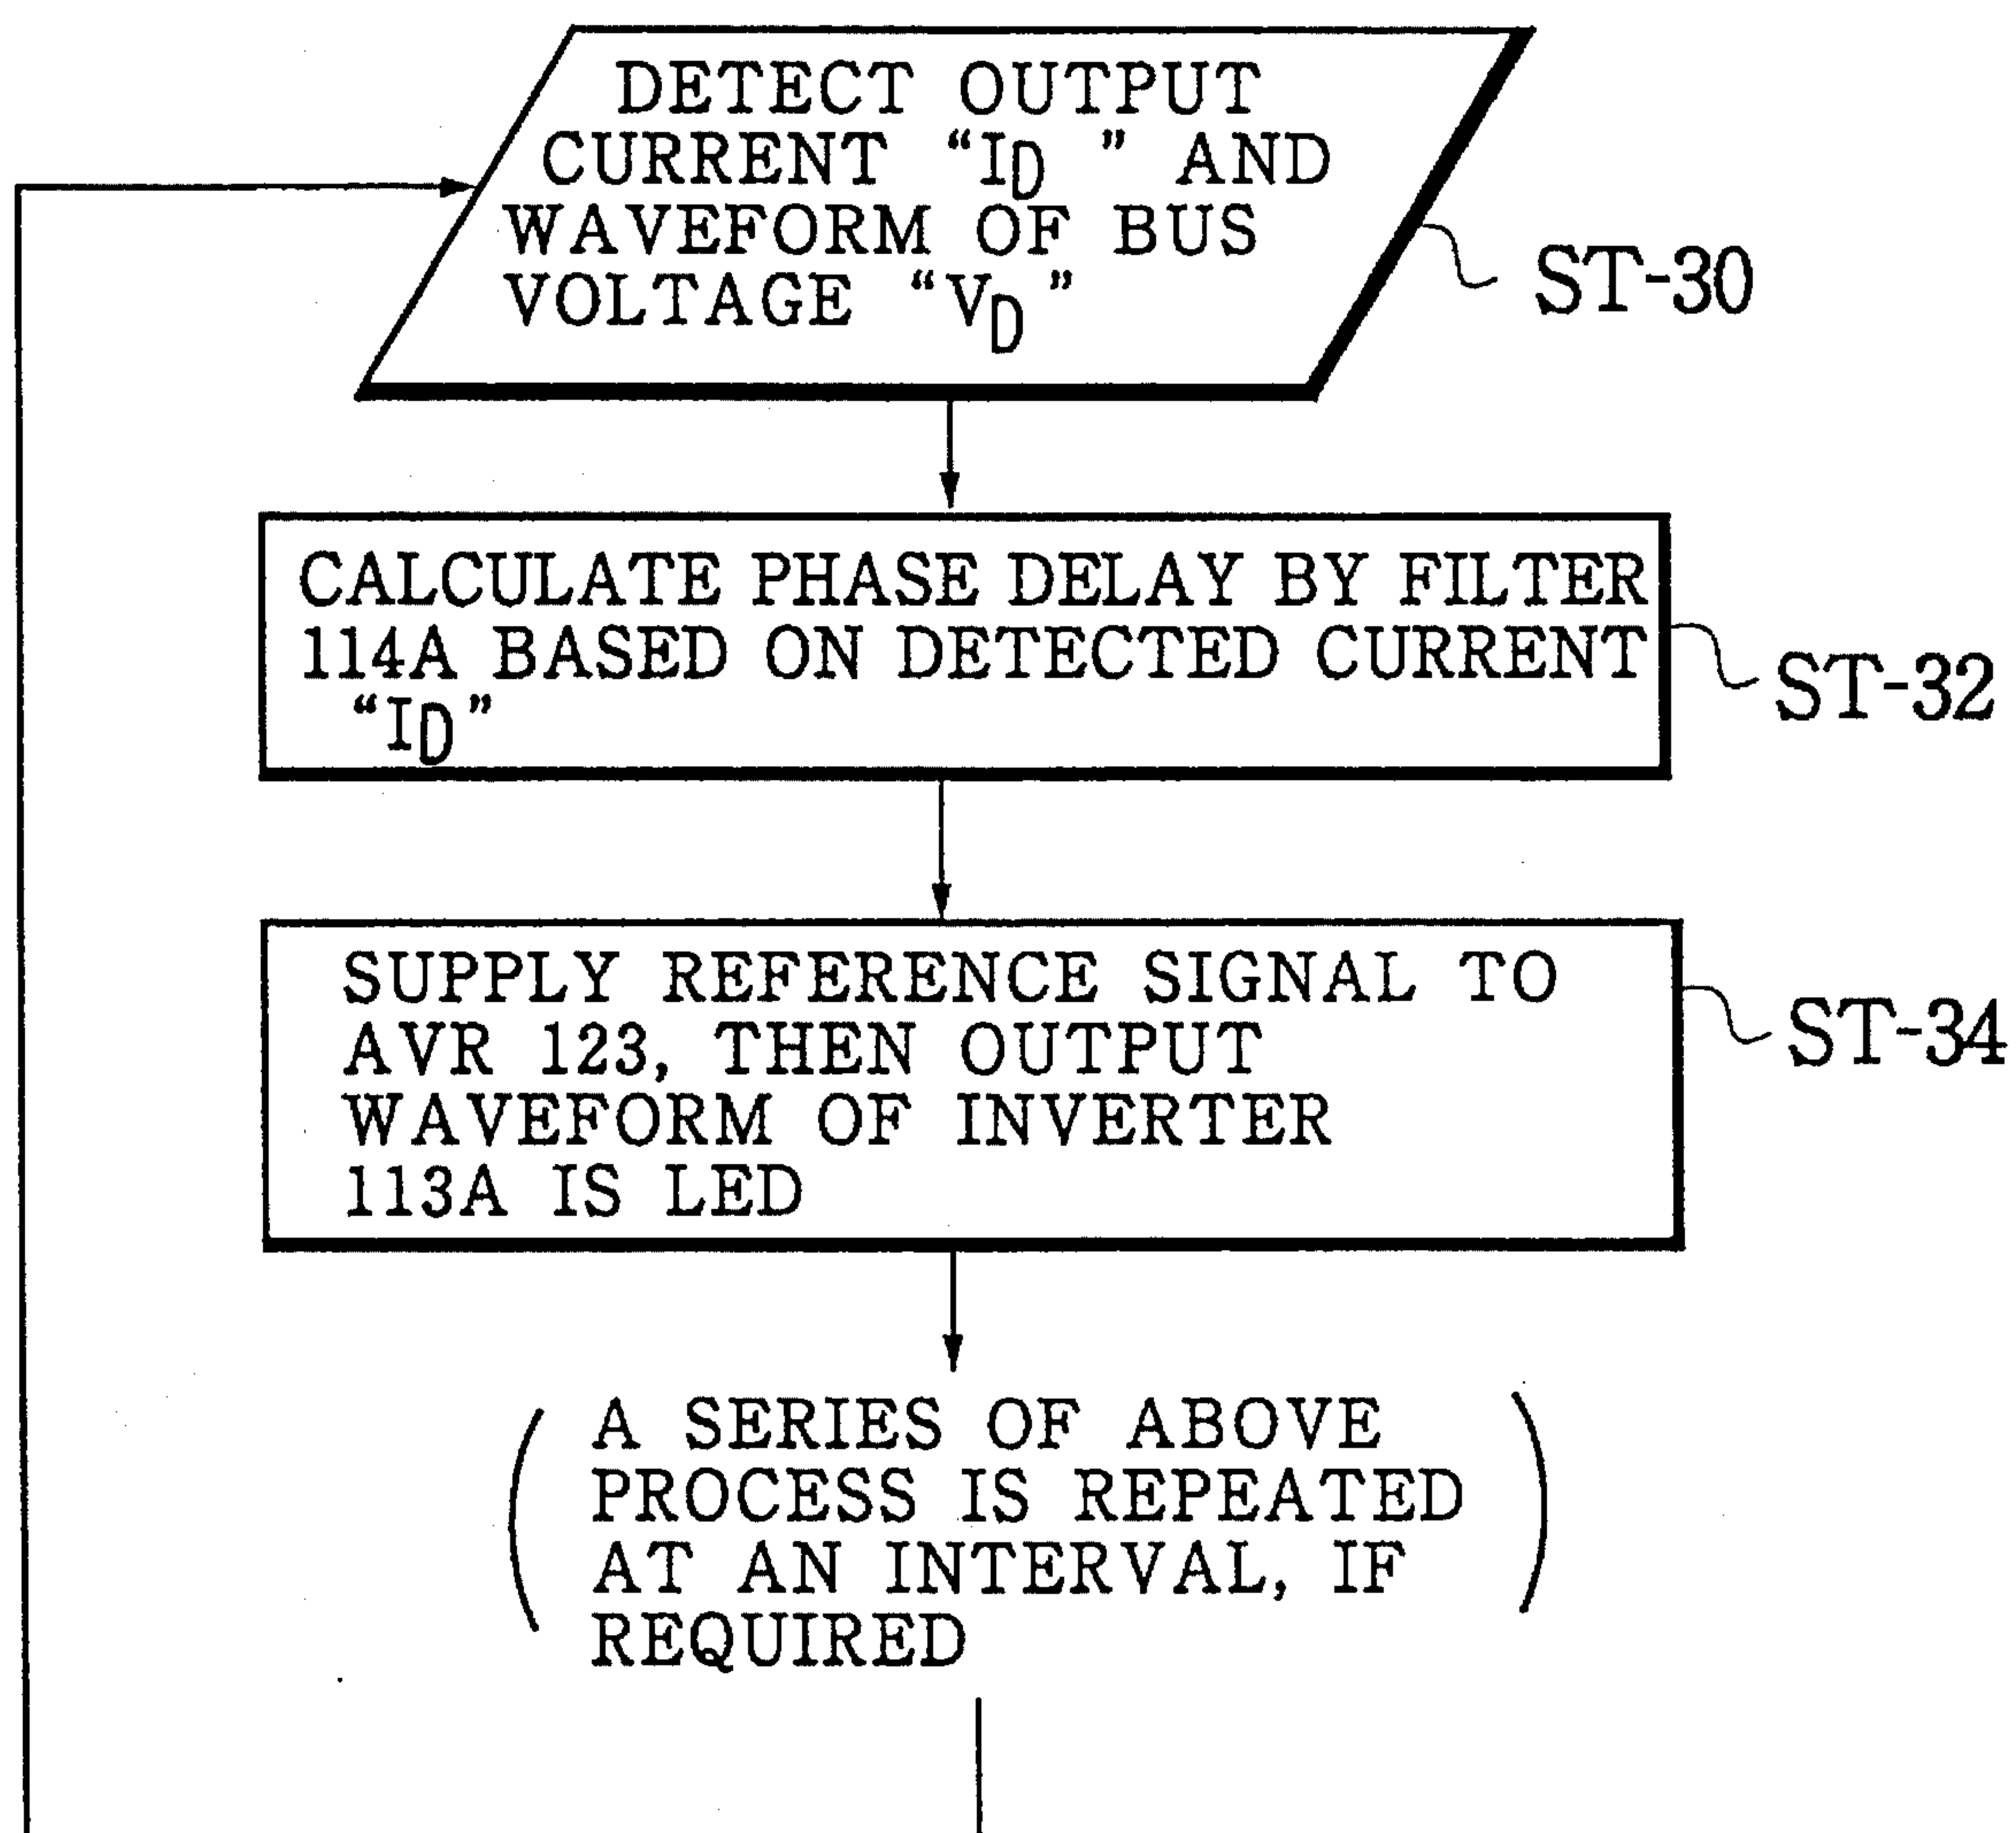 DETECT OUTPUT
CURRENT “ID ” AND
WAVEFORM OF BUS
VOLTAGE “VD ”
ST-30
CALCULATE PHASE DELAY BY FILTER
114A BASED ON DETECTED CURRENT
“ID”
ST-32
SUPPLY REFERENCE SIGNAL TO
AVR 123, THEN OUTPUT
WAVEFORM OF INVERTER
113A IS LED
ST-34
A SERIES OF ABOVE
PROCESS IS REPEATED
AT AN INTERVAL, IF
REQUIRED